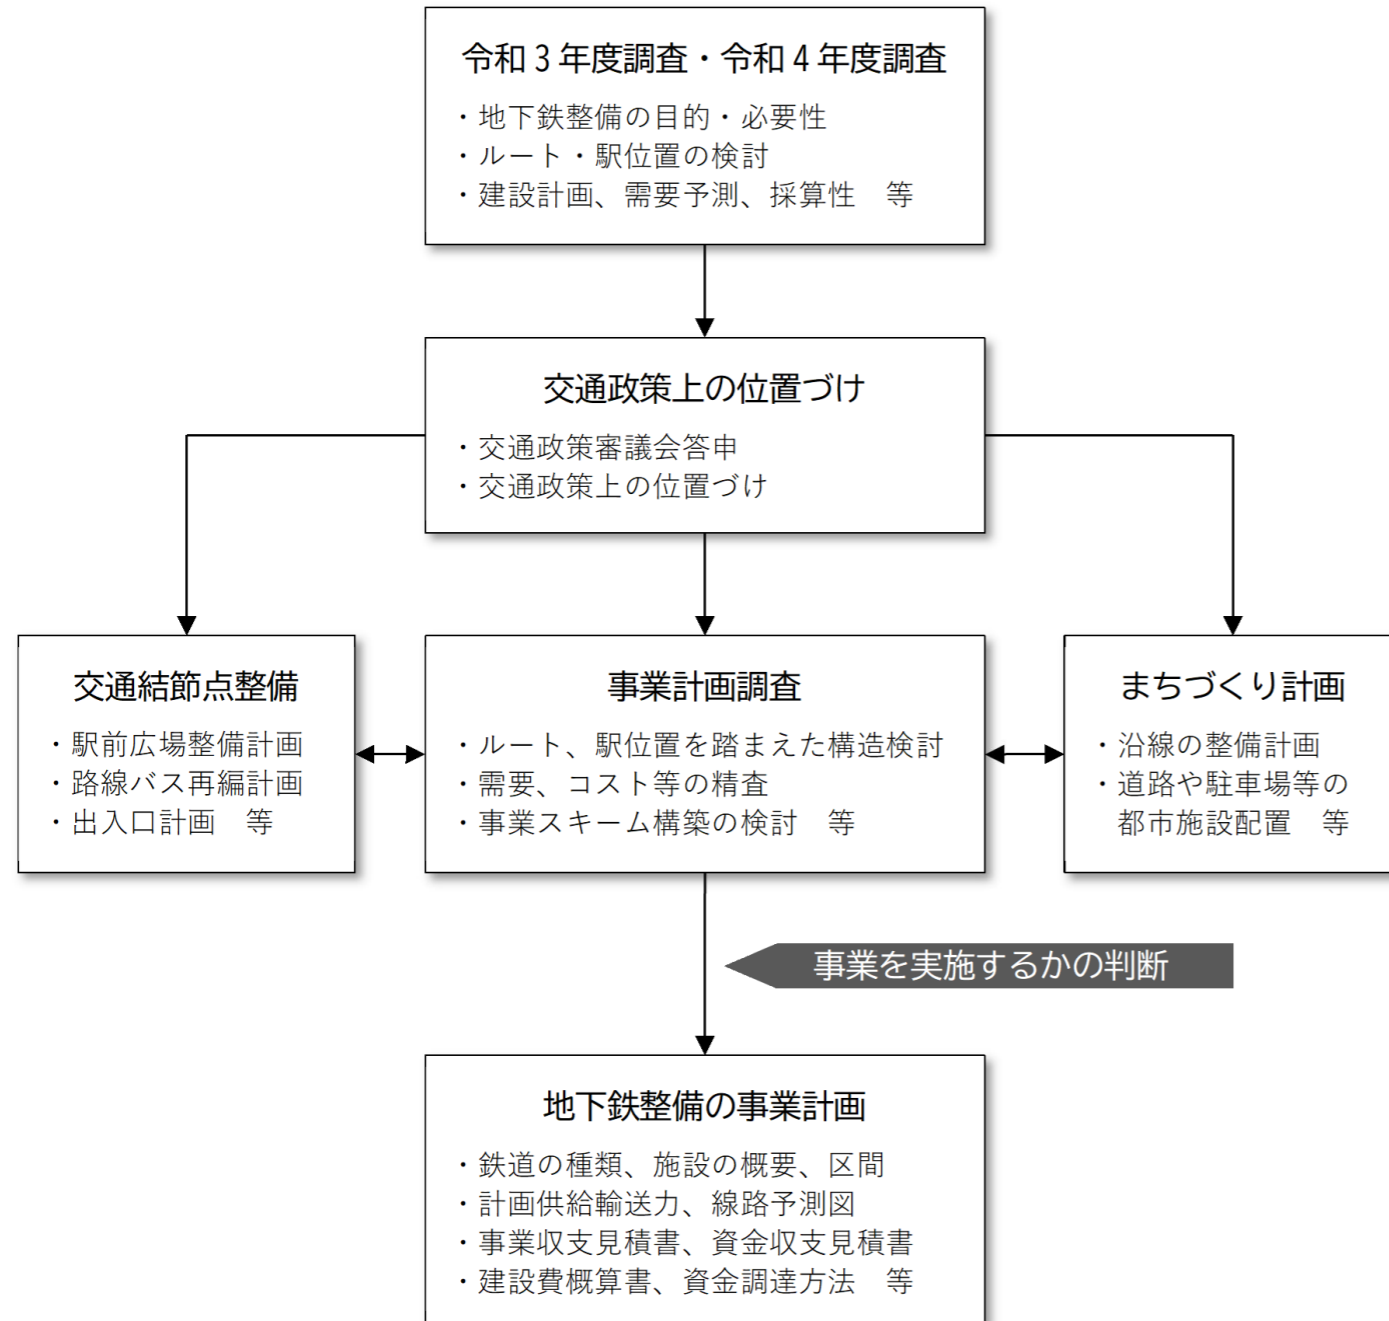 令和3年度調査・令和4年度調査
・地下鉄整備の目的・必要性
・ルート・駅位置の検討
・建設計画、需要予測、採算性　等
交通政策上の位置づけ
・交通政策審議会答申
・交通政策上の位置づけ
交通結節点整備
・駅前広場整備計画
・路線バス再編計画
・出入口計画　等
事業計画調査
・ルート、駅位置を踏まえた構造検討
・需要、コスト等の精査
・事業スキーム構築の検討　等
まちづくり計画
・沿線の整備計画
・道路や駐車場等の
都市施設配置　等
事業を実施するかの判断
地下鉄整備の事業計画
・鉄道の種類、施設の概要、区間
・計画供給輸送力、線路予測図
・事業収支見積書、資金収支見積書
・建設費概算書、資金調達方法　等